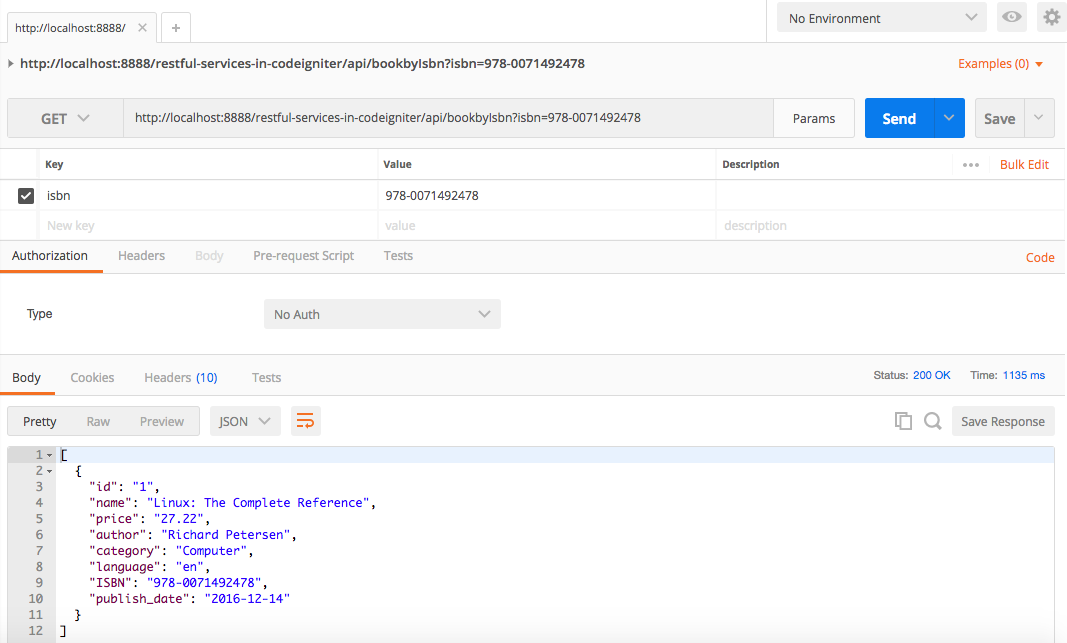 http://localhost:8888/
No Environment
http://localhost:8888/restful-services-in-codeigniter/api/bookbyIsbn?isbn=978-0071492478
Examples (0)
GET
http://localhost:8888/restful-services-in-codeigniter/api/bookbyIsbn?isbn=978-0071492478
Params
Send
Save
Key Value Description Bulk Edit
isbn 978-0071492478
New key value description
Authorization Headers Body Pre-request Script Tests Code
Type No Auth
Body Cookies Headers (10) Tests Status: 200 OK Time: 1135 ms
Pretty Raw Preview JSON Save Response
1 [
2 {
3 "id": "1",
4 "name": "Linux: The Complete Reference",
5 "price": "27.22",
6 "author": "Richard Petersen",
7 "category": "Computer",
8 "language": "en",
9 "ISBN": "978-0071492478",
10 "publish_date": "2016-12-14"
11 }
12 ]